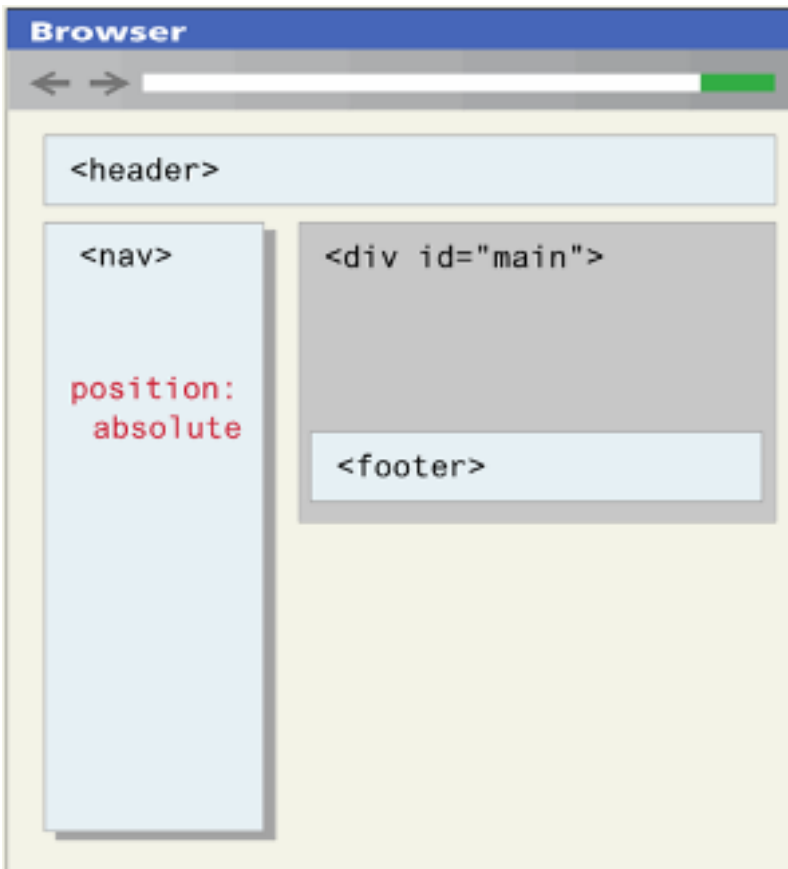 Browser
<header>
<nav>
<div id="main">
position:
absolute
<footer>